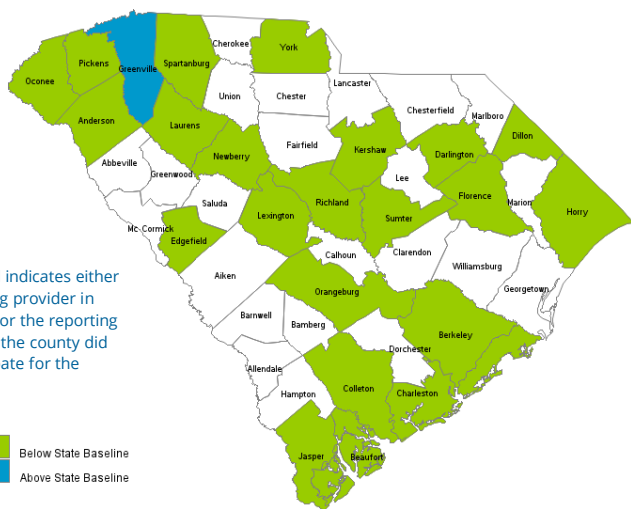 Cherokee
York
Oconee
Pickens
Greenville
Spartanburg
Lancaster
Union
Chester
Chesterfield
Marlboro
Anderson
Laurens
Dillon
Fairfield
Kershaw
Darlington
Abbeville
Newberry
Greenwood
Lee
Florence
Marion
Saluda
Richland
Lexington
Sumter
Horry
Mc Cormick
Edgefield
Calhoun
Clarendon
Williamsburg
Aiken
Georgetown
Orangeburg
Barnwell
Bamberg
Berkeley
Dorchester
Allendale
Colleton
Charleston
Hampton
Jasper
Beaufort
indicates either
g provider in
or the reporting
the county did
ate for the
Below State Baseline
Above State Baseline